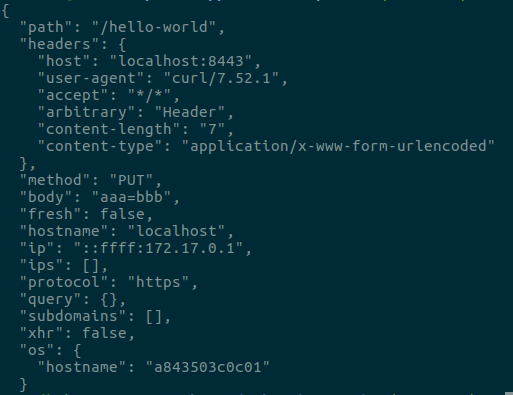 {
  "path": "/hello-world",
  "headers": {
    "host": "localhost:8443",
    "user-agent": "curl/7.52.1",
    "accept": "*/*",
    "arbitrary": "Header",
    "content-length": "7",
    "content-type": "application/x-www-form-urlencoded"
  },
  "method": "PUT",
  "body": "aaa=bbb",
  "fresh": false,
  "hostname": "localhost",
  "ip": "::ffff:172.17.0.1",
  "ips": [],
  "protocol": "https",
  "query": {},
  "subdomains": [],
  "xhr": false,
  "os": {
    "hostname": "a843503c0c01"
  }